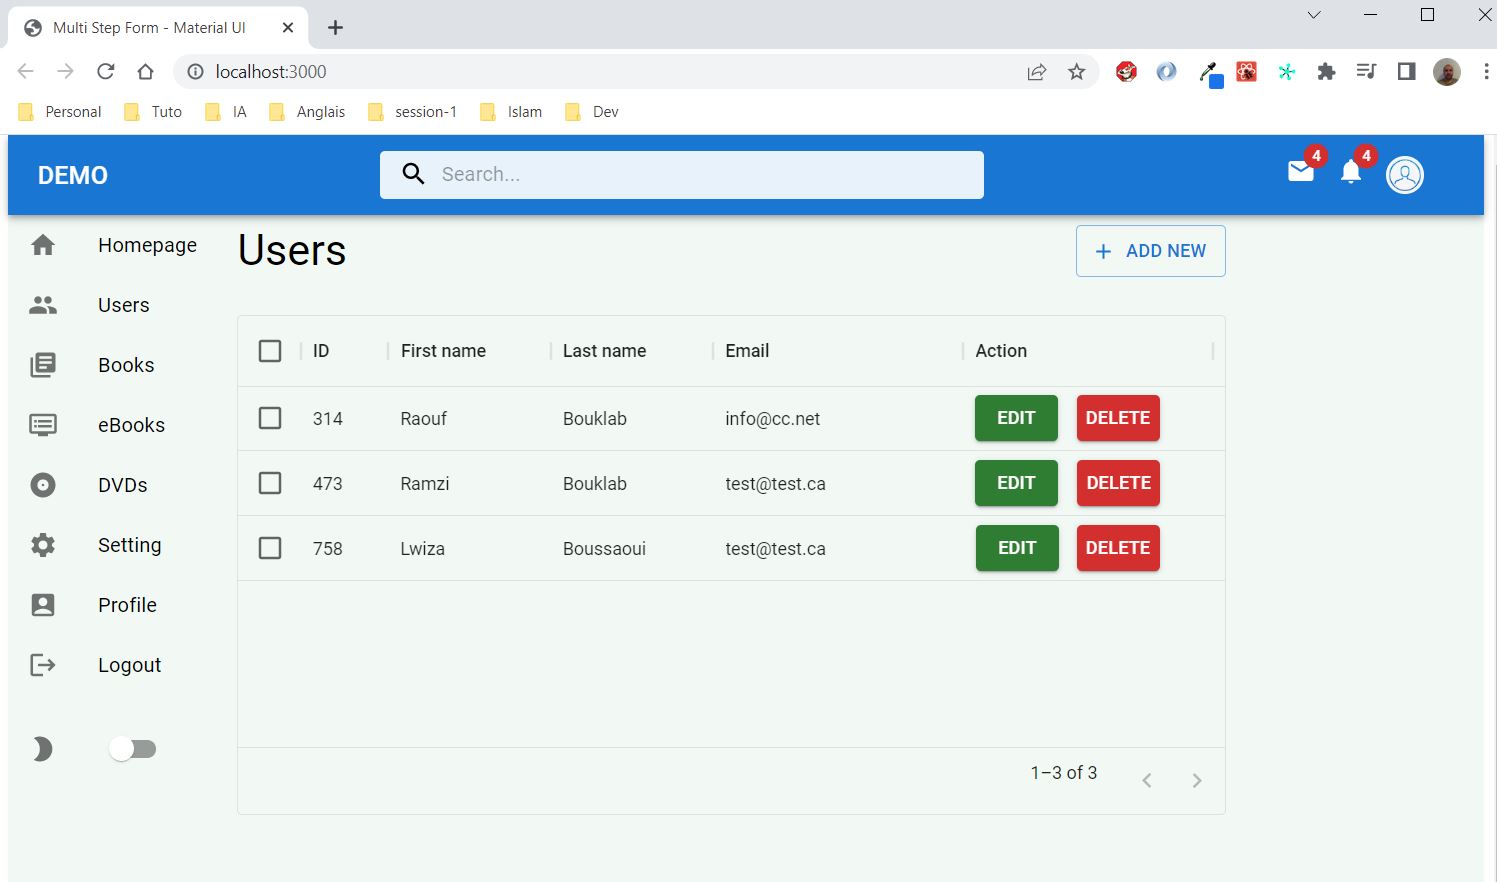 Multi Step Form - Material UI
localhost:3000
Personal Tuto IA Anglais session-1 Islam Dev
DEMO Search... 4 4
Homepage
Users
Books
eBooks
DVDs
Setting
Profile
Logout
Users ADD NEW
ID First name Last name Email Action
314 Raouf Bouklab info@cc.net EDIT DELETE
473 Ramzi Bouklab test@test.ca EDIT DELETE
758 Lwiza Boussaoui test@test.ca EDIT DELETE
1–3 of 3